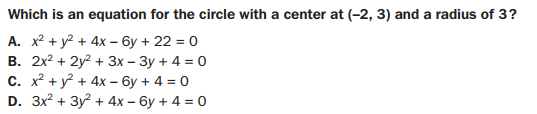 Which is an equation for the circle with a center at (–2, 3) and a radius of 3?
A. x² + y² + 4x – 6y + 22 = 0
B. 2x² + 2y² + 3x – 3y + 4 = 0
C. x² + y² + 4x – 6y + 4 = 0
D. 3x² + 3y² + 4x – 6y + 4 = 0